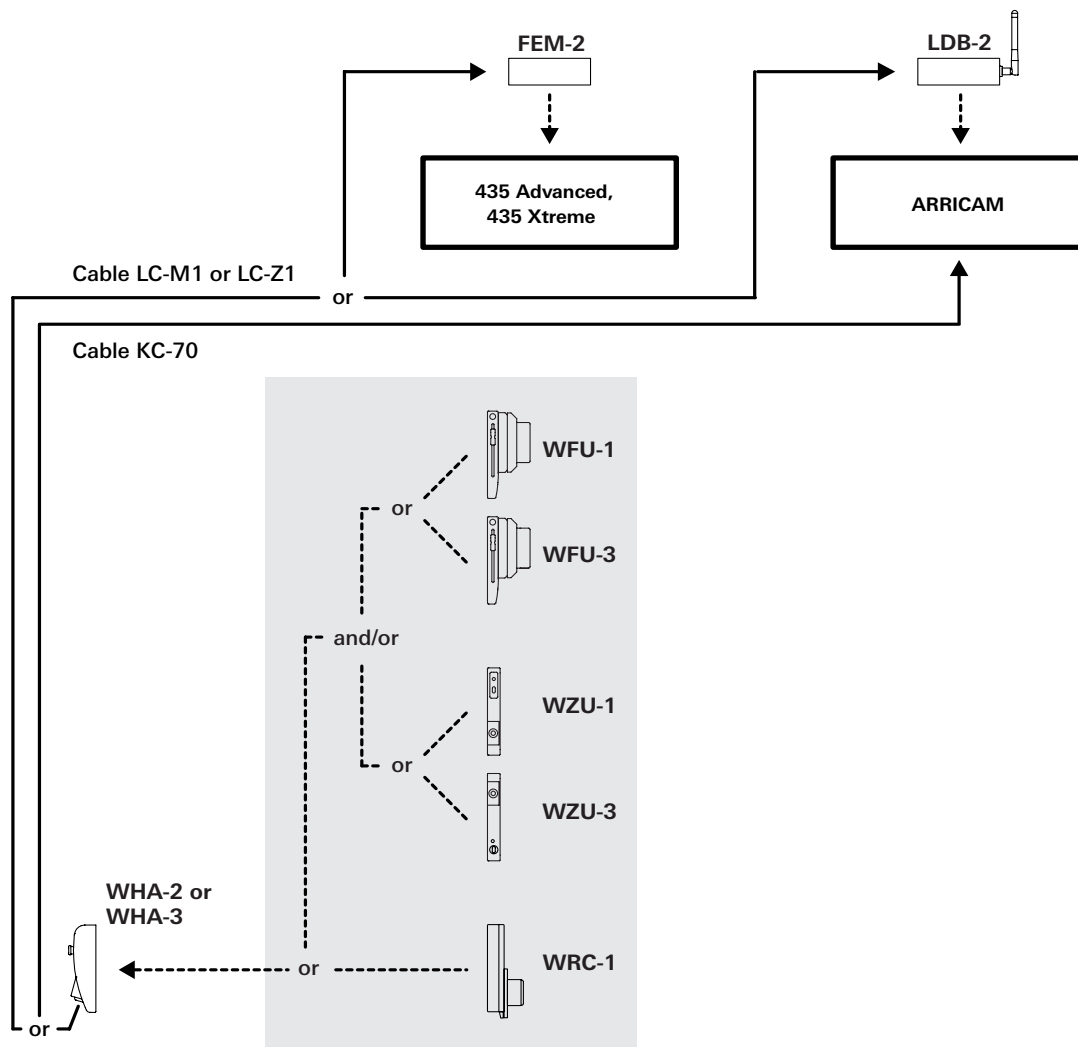 FEM-2
LDB-2
435 Advanced,
435 Xtreme
ARRICAM
Cable LC-M1 or LC-Z1
or
Cable KC-70
WFU-1
or
WFU-3
and/or
WZU-1
or
WZU-3
WHA-2 or
WHA-3
or
WRC-1
or